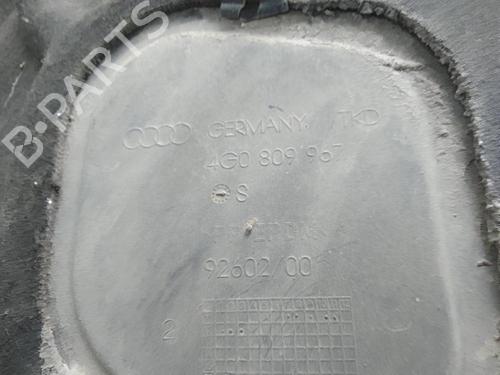 B-PARTS
GERMANY TKD
4G0 809 967
S
92602/00
2